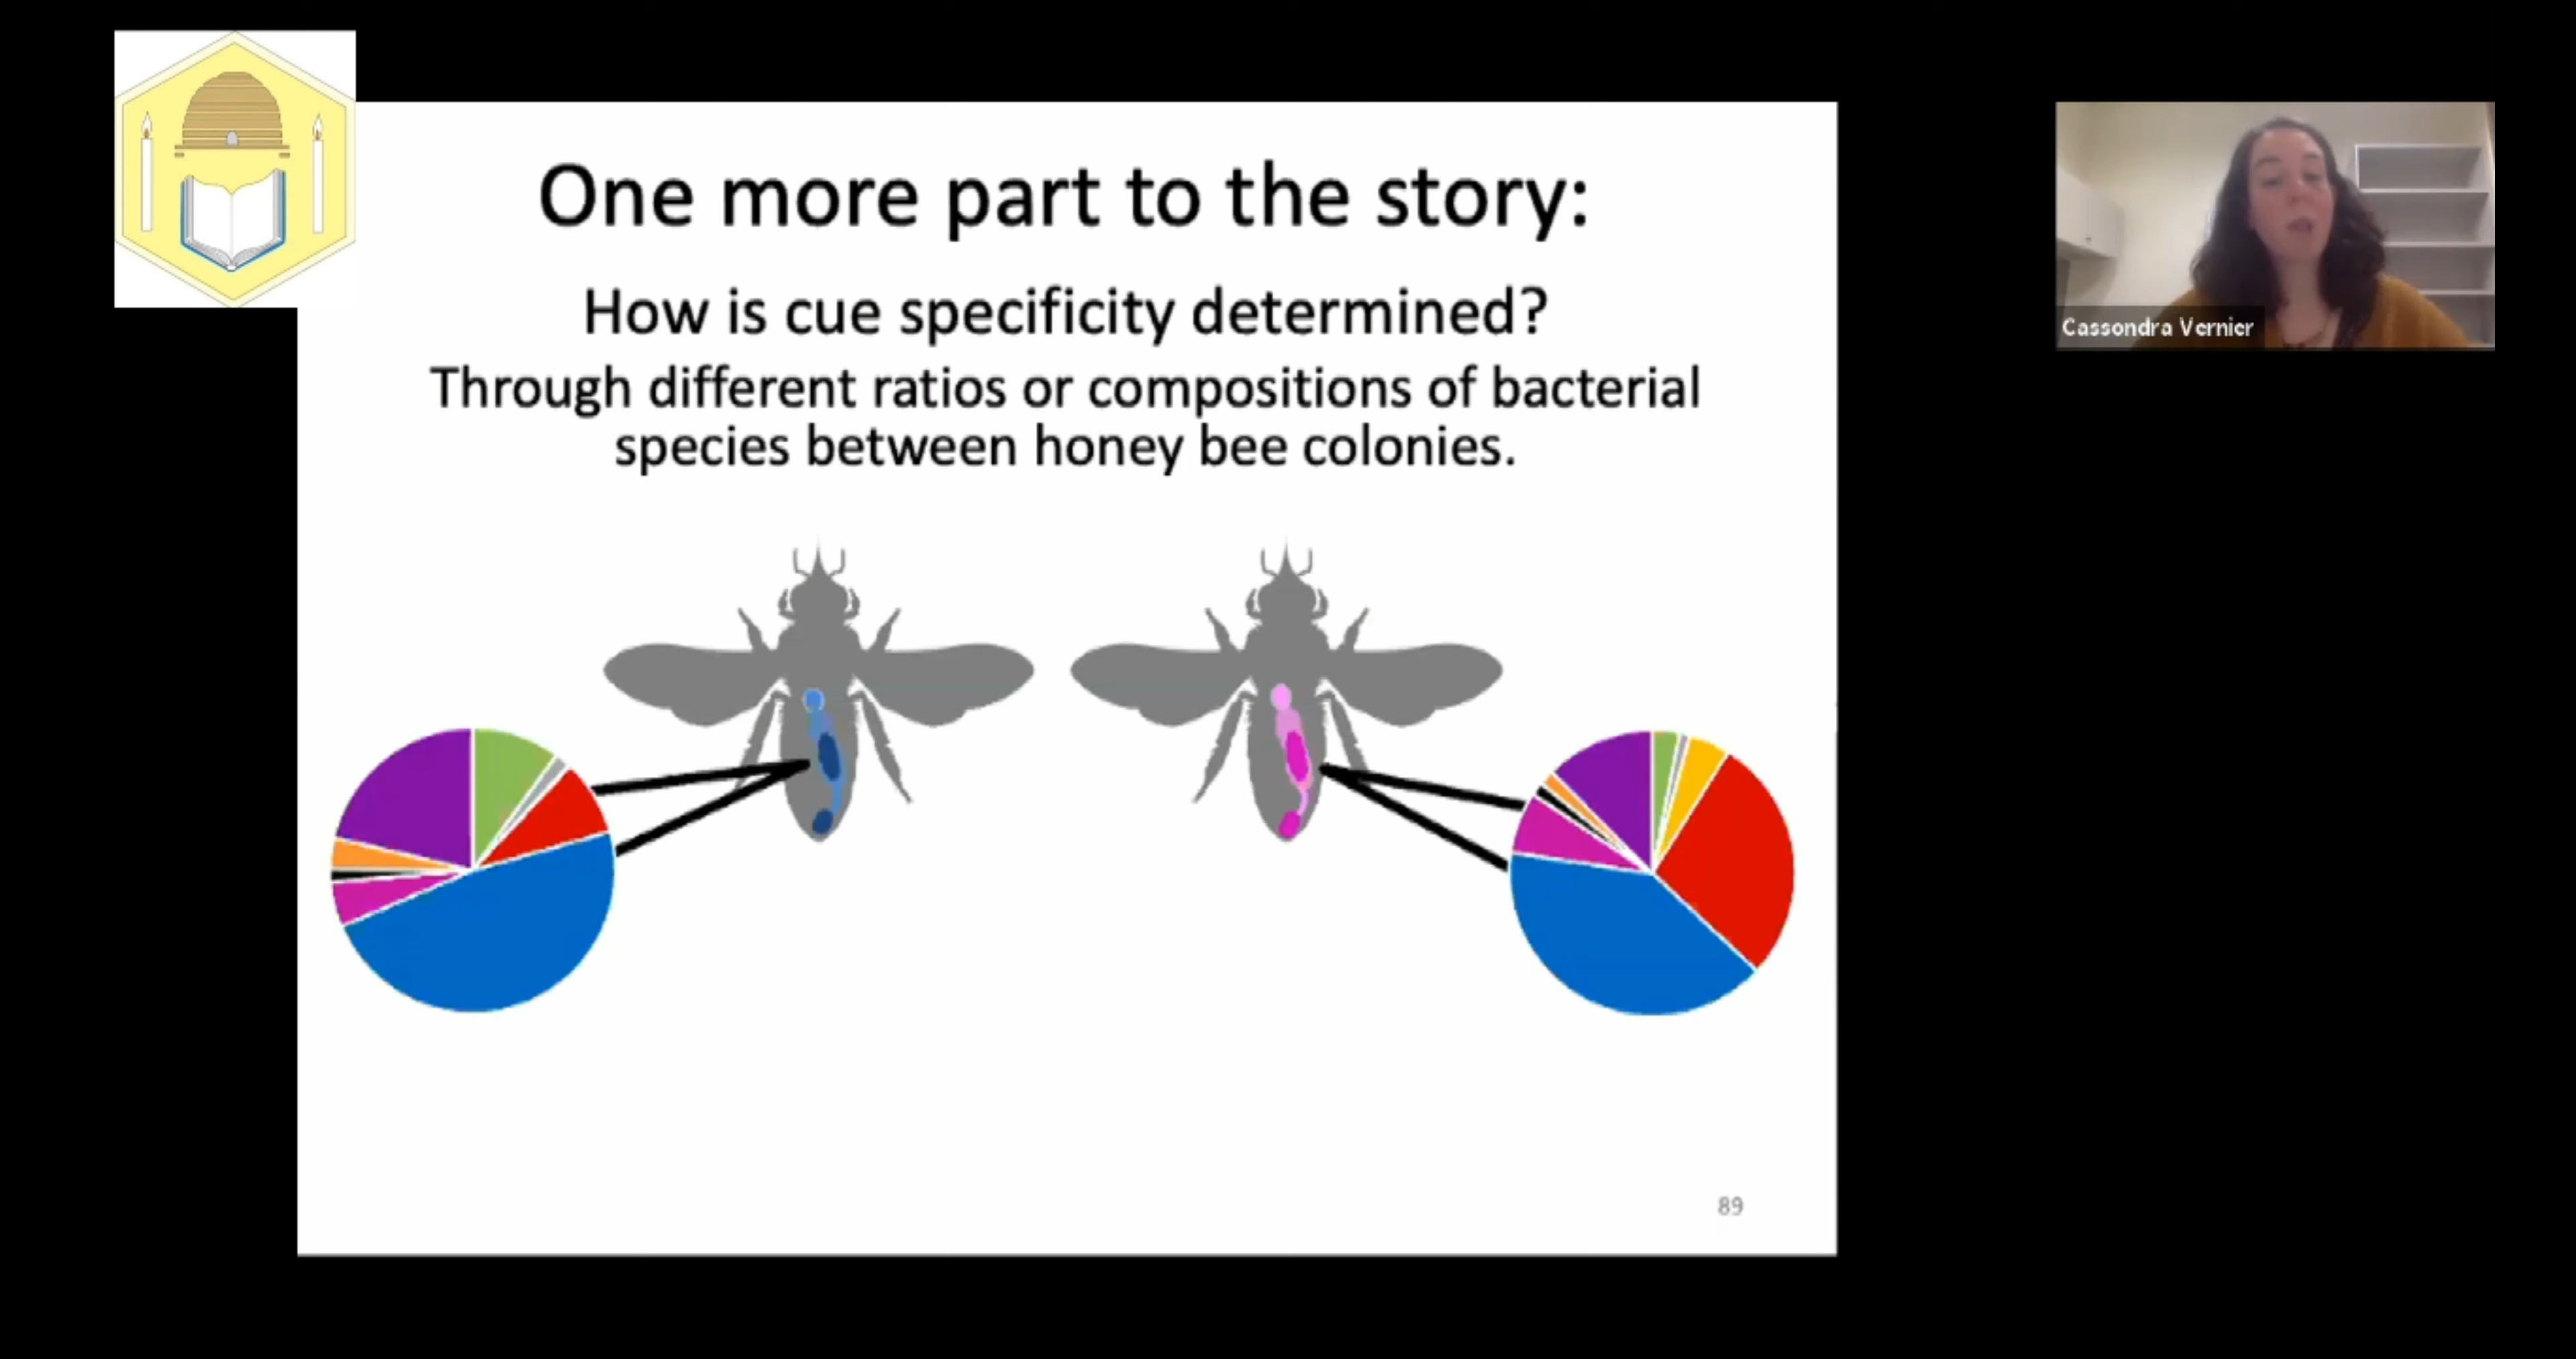 One more part to the story:
How is cue specificity determined?
Through different ratios or compositions of bacterial
species between honey bee colonies.
Cassondra Vernier
89